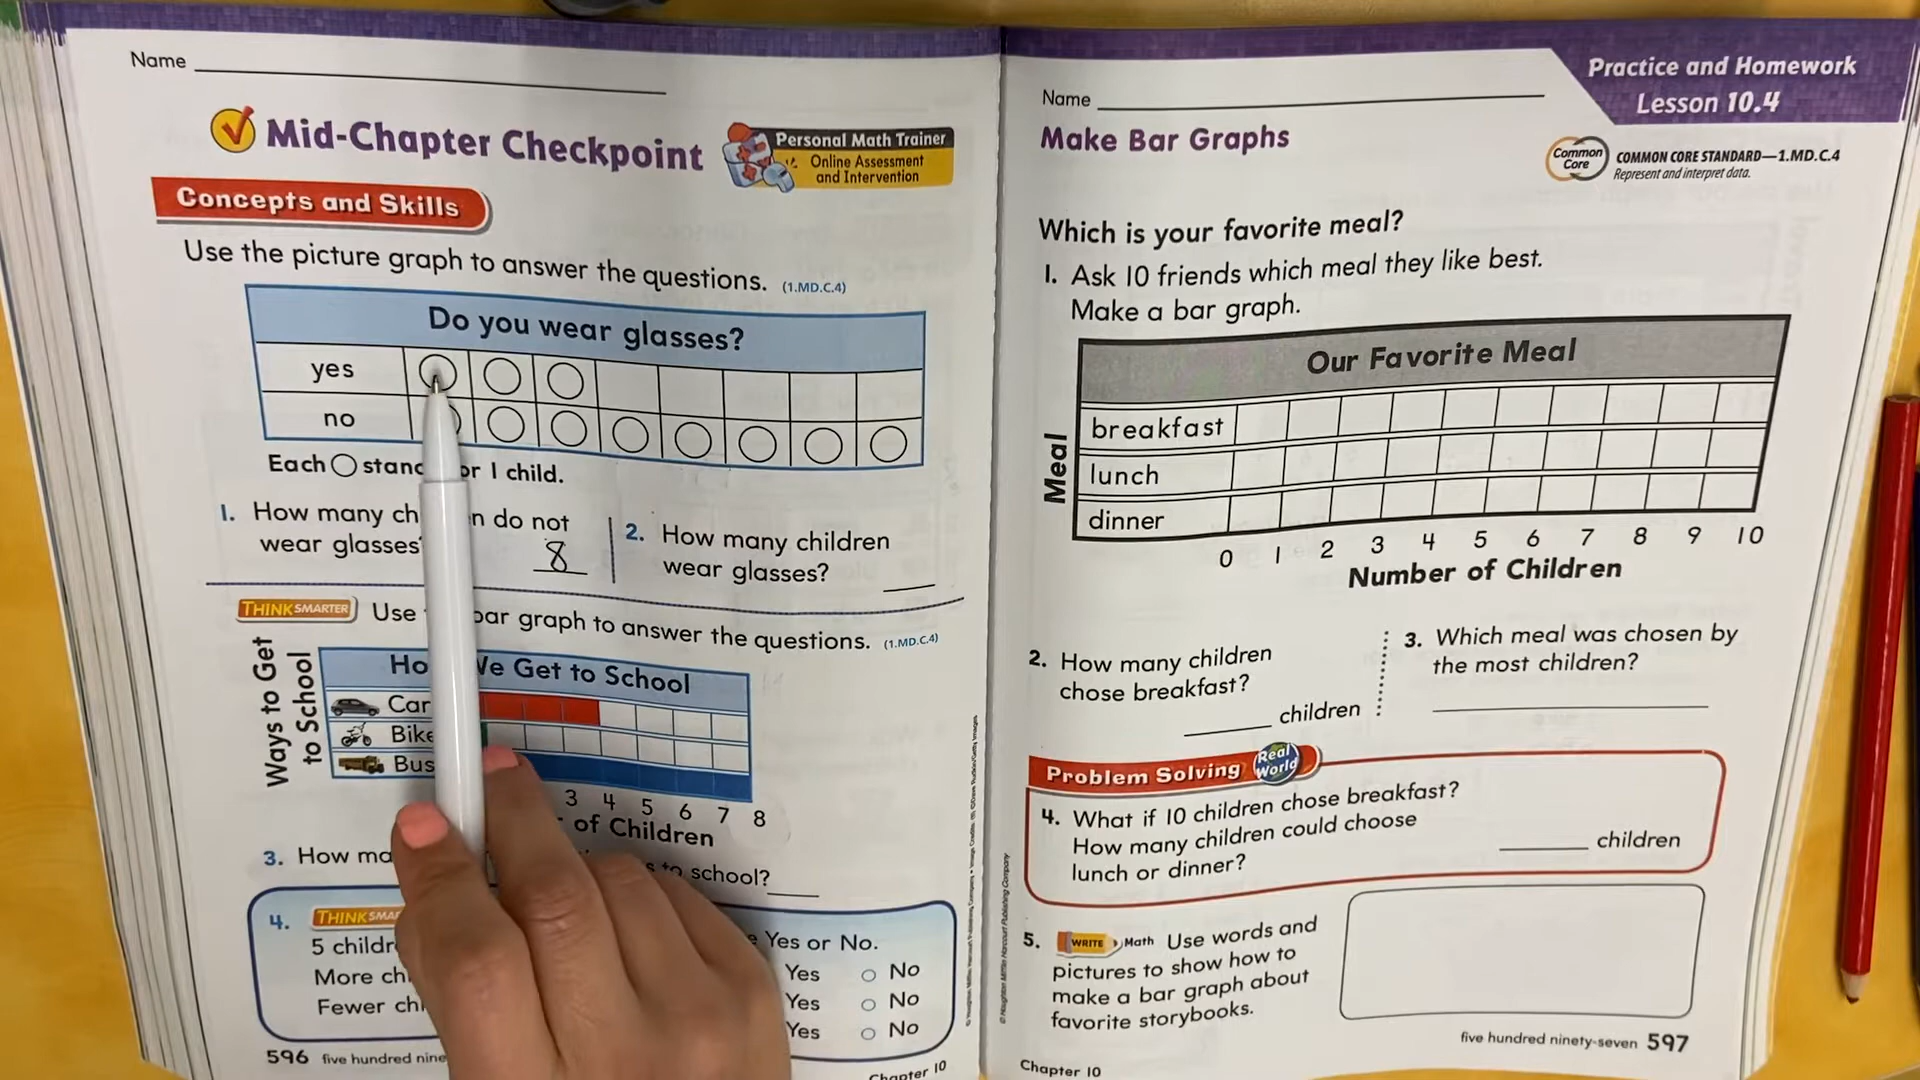 Name
Mid-Chapter Checkpoint
Personal Math Trainer
Online Assessment
and Intervention
Concepts and Skills
Use the picture graph to answer the questions. (1.MD.C.4)
Do you wear glasses?
yes
no
Each stand or 1 child.
1. How many ch n do not
wear glasses
8
2. How many children
wear glasses?
THINK SMARTER Use bar graph to answer the questions. (1.MD.C.4)
Ways to Get
to School
Ho We Get to School
Car
Bike
Bus
3 4 5 6 7 8
of Children
3. How ma to school?
4. THINK SMA
5 childr e Yes or No.
More ch Yes No
Fewer ch Yes No
Yes No
596 five hundred nine
Chapter 10
Practice and Homework
Lesson 10.4
Name
Make Bar Graphs
Common
Core
COMMON CORE STANDARD—1.MD.C.4
Represent and interpret data.
Which is your favorite meal?
1. Ask 10 friends which meal they like best.
Make a bar graph.
Our Favorite Meal
Meal
breakfast
lunch
dinner
0 1 2 3 4 5 6 7 8 9 10
Number of Children
2. How many children
chose breakfast?
children
3. Which meal was chosen by
the most children?
Problem Solving Real
World
4. What if 10 children chose breakfast?
How many children could choose
lunch or dinner?
children
5. WRITE Math Use words and
pictures to show how to
make a bar graph about
favorite storybooks.
Chapter 10
five hundred ninety-seven 597